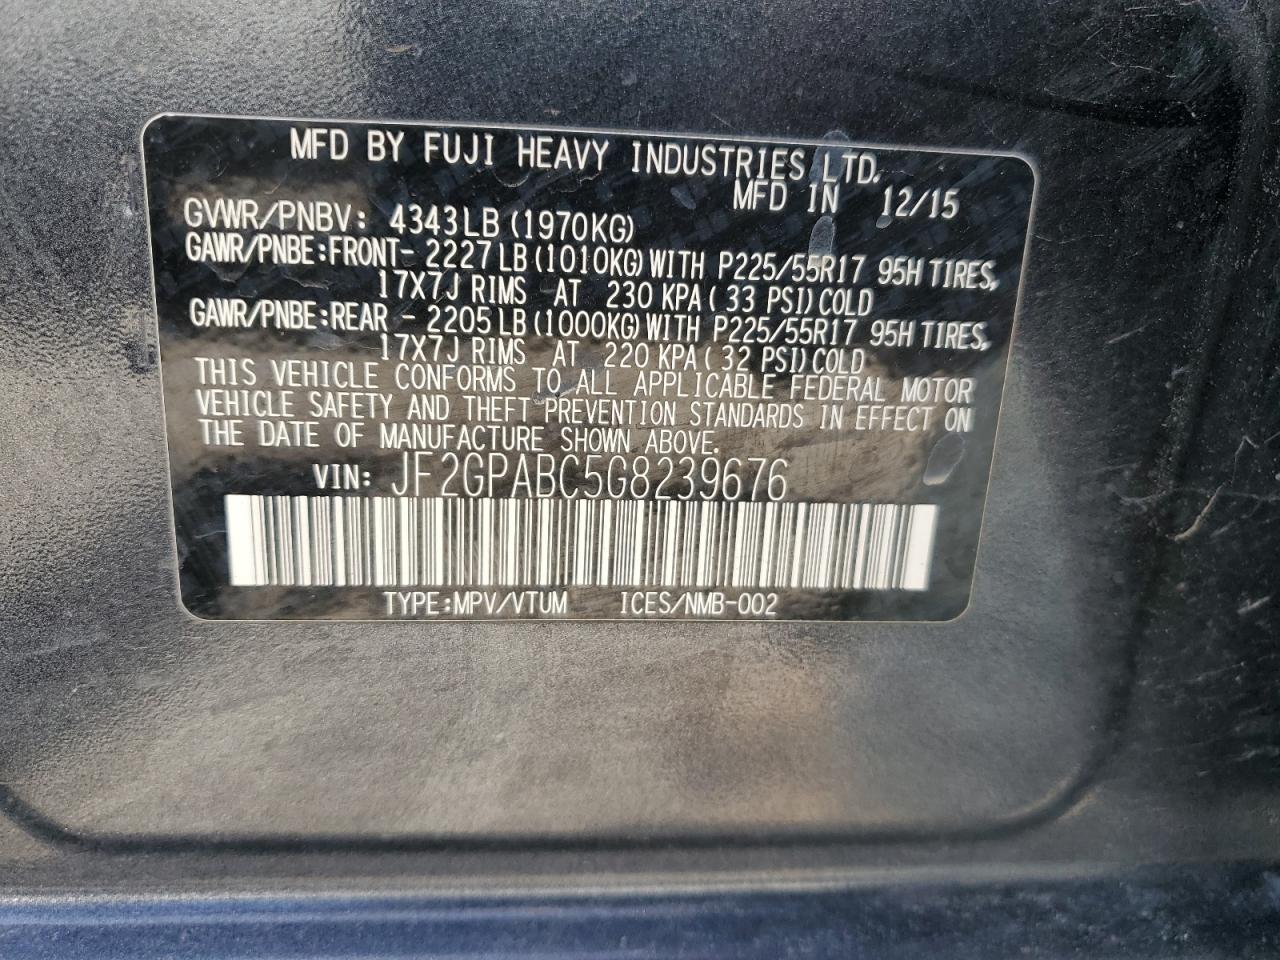 MFD BY FUJI HEAVY INDUSTRIES LTD.
MFD IN 12/15
GVWR/PNBV: 4343LB (1970KG)
GAWR/PNBE:FRONT- 2227LB (1010KG) WITH P225/55R17 95H TIRES,
17X7J RIMS AT 230 KPA( 33 PSI) COLD
GAWR/PNBE:REAR - 2205LB (1000KG) WITH P225/55R17 95H TIRES,
17X7J RIMS AT 220 KPA( 32 PSI) COLD
THIS VEHICLE CONFORMS TO ALL APPLICABLE FEDERAL MOTOR
VEHICLE SAFETY AND THEFT PREVENTION STANDARDS IN EFFECT ON
THE DATE OF MANUFACTURE SHOWN ABOVE.
VIN: JF2GPABC5G8239676
TYPE:MPV/VTUM ICES/NMB-002